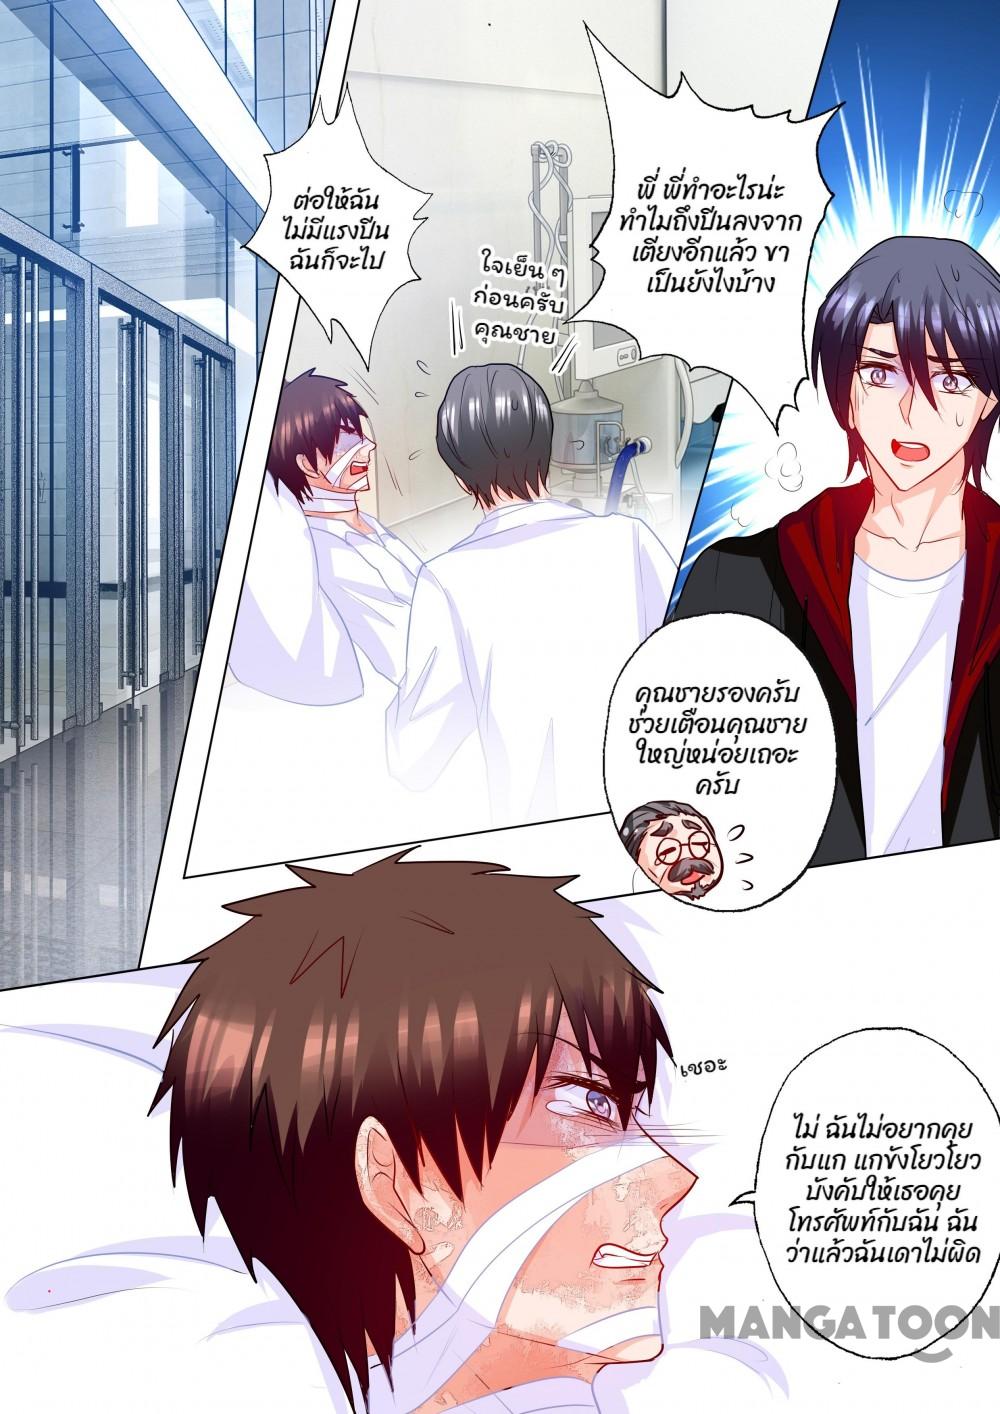 ต่อให้ฉัน
ไม่มีแรงปีน
ฉันก็จะไป
ใจเย็น ๆ
ก่อนครับ
คุณชาย
พี่ พี่ทำอะไรน่ะ
ทำไมถึงปีนลงจาก
เตียงอีกแล้ว ขา
เป็นยังไงบ้าง
คุณชายรองครับ
ช่วยเตือนคุณชาย
ใหญ่หน่อยเถอะ
ครับ
เชอะ
ไม่ ฉันไม่อยากคุย
กับแก แกขังโยวโยว
บังคับให้เธอคุย
โทรศัพท์กับฉัน ฉัน
ว่าแล้วฉันเดาไม่ผิด
MANGATOON